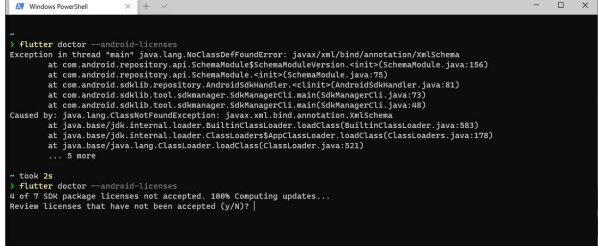 Windows PowerShell
~
❯ flutter doctor --android-licenses
Exception in thread "main" java.lang.NoClassDefFoundError: javax/xml/bind/annotation/XmlSchema
at com.android.repository.api.SchemaModule$SchemaModuleVersion.<init>(SchemaModule.java:156)
at com.android.repository.api.SchemaModule.<init>(SchemaModule.java:75)
at com.android.sdklib.repository.AndroidSdkHandler.<clinit>(AndroidSdkHandler.java:81)
at com.android.sdklib.tool.sdkmanager.SdkManagerCli.main(SdkManagerCli.java:73)
at com.android.sdklib.tool.sdkmanager.SdkManagerCli.main(SdkManagerCli.java:48)
Caused by: java.lang.ClassNotFoundException: javax.xml.bind.annotation.XmlSchema
at java.base/jdk.internal.loader.BuiltinClassLoader.loadClass(BuiltinClassLoader.java:583)
at java.base/jdk.internal.loader.ClassLoaders$AppClassLoader.loadClass(ClassLoaders.java:178)
at java.base/java.lang.ClassLoader.loadClass(ClassLoader.java:521)
... 5 more
~ took 2s
❯ flutter doctor --android-licenses
4 of 7 SDK package licenses not accepted. 100% Computing updates...
Review licenses that have not been accepted (y/N)?